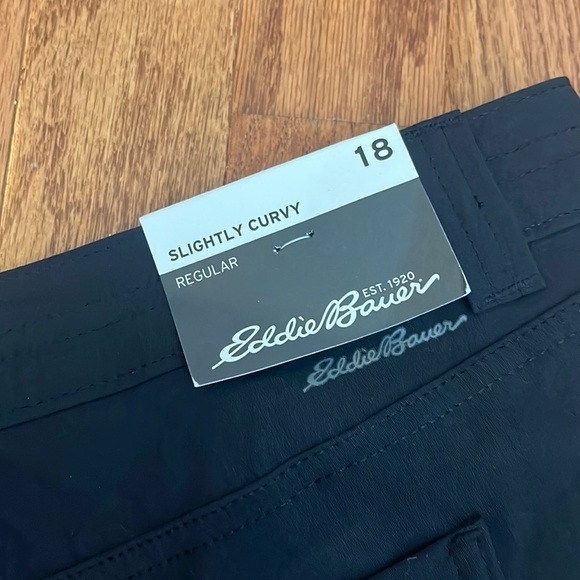 18
SLIGHTLY CURVY
REGULAR
EST. 1920
Eddie Bauer
Eddie Bauer